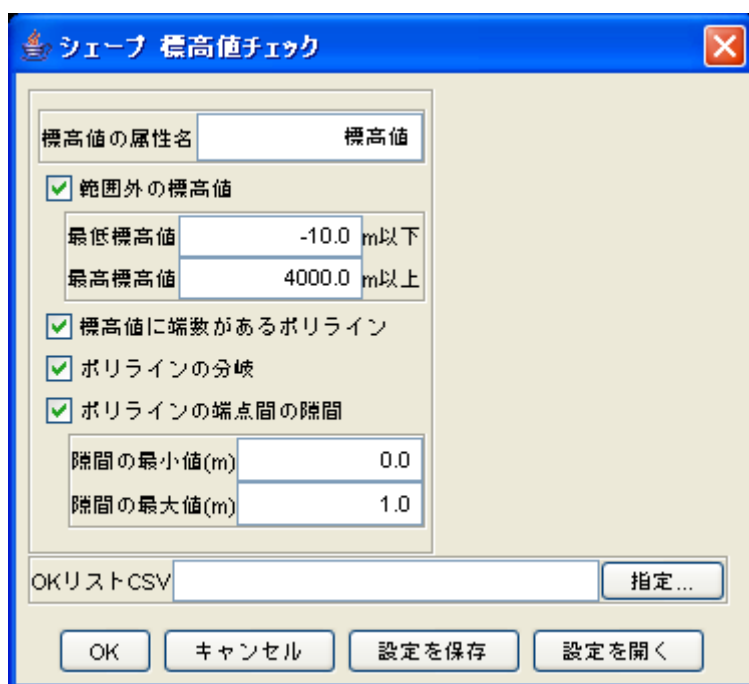 シェープ 標高値チェック
標高値の属性名 標高値
範囲外の標高値
最低標高値 -10.0 m以下
最高標高値 4000.0 m以上
標高値に端数があるポリライン
ポリラインの分岐
ポリラインの端点間の隙間
隙間の最小値(m) 0.0
隙間の最大値(m) 1.0
OKリストCSV 指定...
OK キャンセル 設定を保存 設定を開く